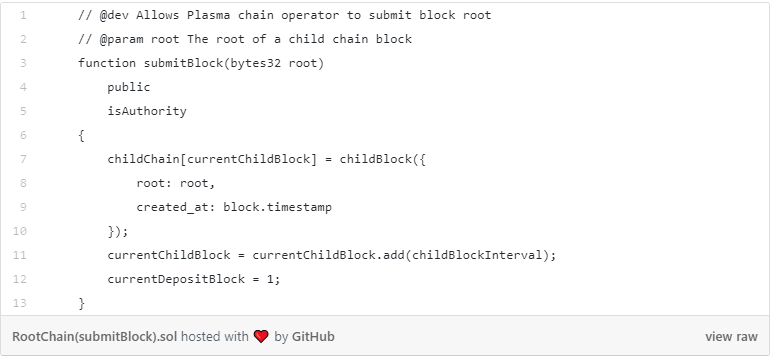 1 // @dev Allows Plasma chain operator to submit block root
2 // @param root The root of a child chain block
3 function submitBlock(bytes32 root)
4 public
5 isAuthority
6 {
7 childChain[currentChildBlock] = childBlock({
8 root: root,
9 created_at: block.timestamp
10 });
11 currentChildBlock = currentChildBlock.add(childBlockInterval);
12 currentDepositBlock = 1;
13 }
RootChain(submitBlock).sol hosted with ❤ by GitHub view raw